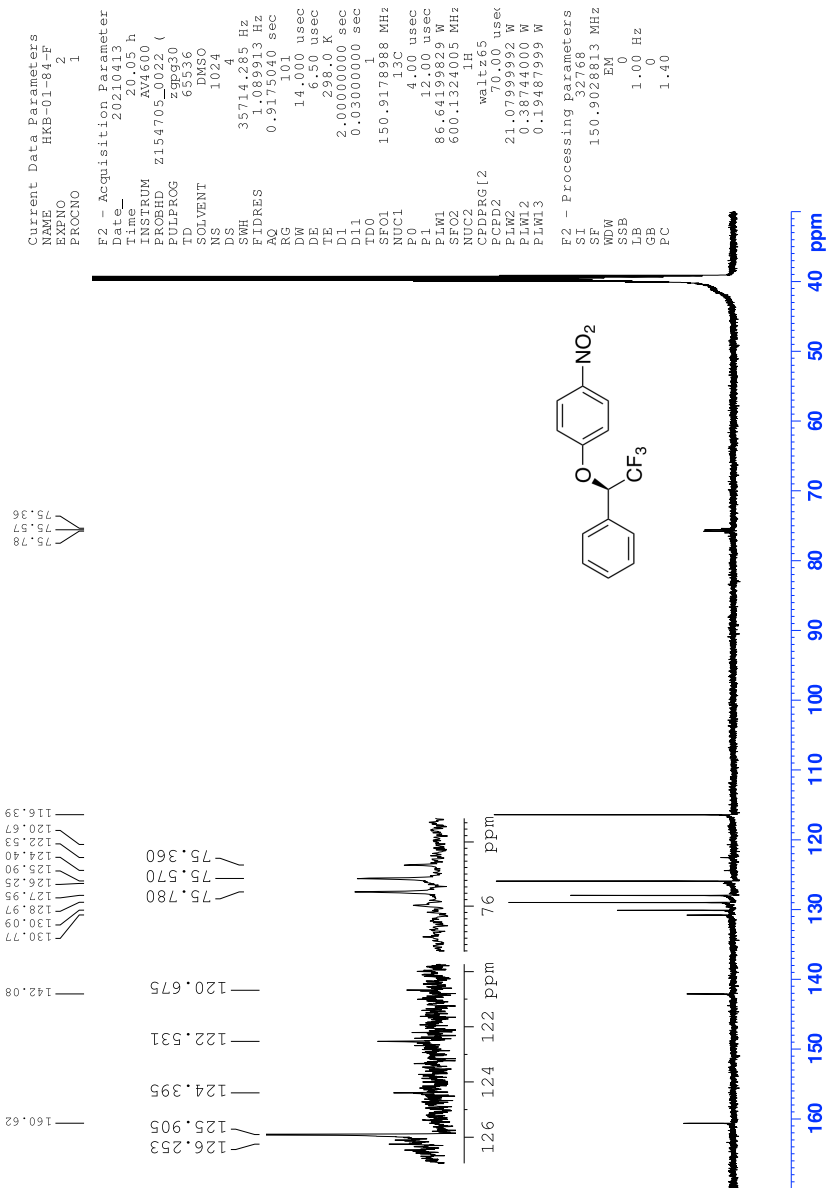 Current Data Parameters
NAME HKB-01-84-F
EXPNO 2
PROCNO 1
F2 - Acquisition Parameter
Date_ 20210413
Time 20.05 h
INSTRUM AV4600
PROBHD Z154705_0022 (
PULPROG zgpg30
TD 65536
SOLVENT DMSO
NS 1024
DS 4
SWH 35714.285 Hz
FIDRES 1.089913 Hz
AQ 0.9175040 sec
RG 101
DW 14.000 usec
DE 6.50 usec
TE 298.0 K
D1 2.00000000 sec
D11 0.03000000 sec
TD0 1
SFO1 150.9178988 MHz
NUC1 13C
P0 4.00 usec
P1 12.00 usec
PLW1 86.64199829 W
SFO2 600.1324005 MHz
NUC2 1H
CPDPRG[2 waltz65
PCPD2 70.00 usec
PLW2 21.07999992 W
PLW12 0.38744000 W
PLW13 0.19487999 W
F2 - Processing parameters
SI 32768
SF 150.9028813 MHz
WDW EM
SSB 0
LB 1.00 Hz
GB 0
PC 1.40
160.62
142.08
130.77
130.09
128.97
127.95
126.25
125.90
124.40
122.53
120.67
116.39
75.78
75.57
75.36
126.253
125.905
124.395
122.531
120.675
126 124 122 ppm
75.780
75.570
75.360
76 ppm
O
CF3
NO2
160 150 140 130 120 110 100 90 80 70 60 50 40 ppm